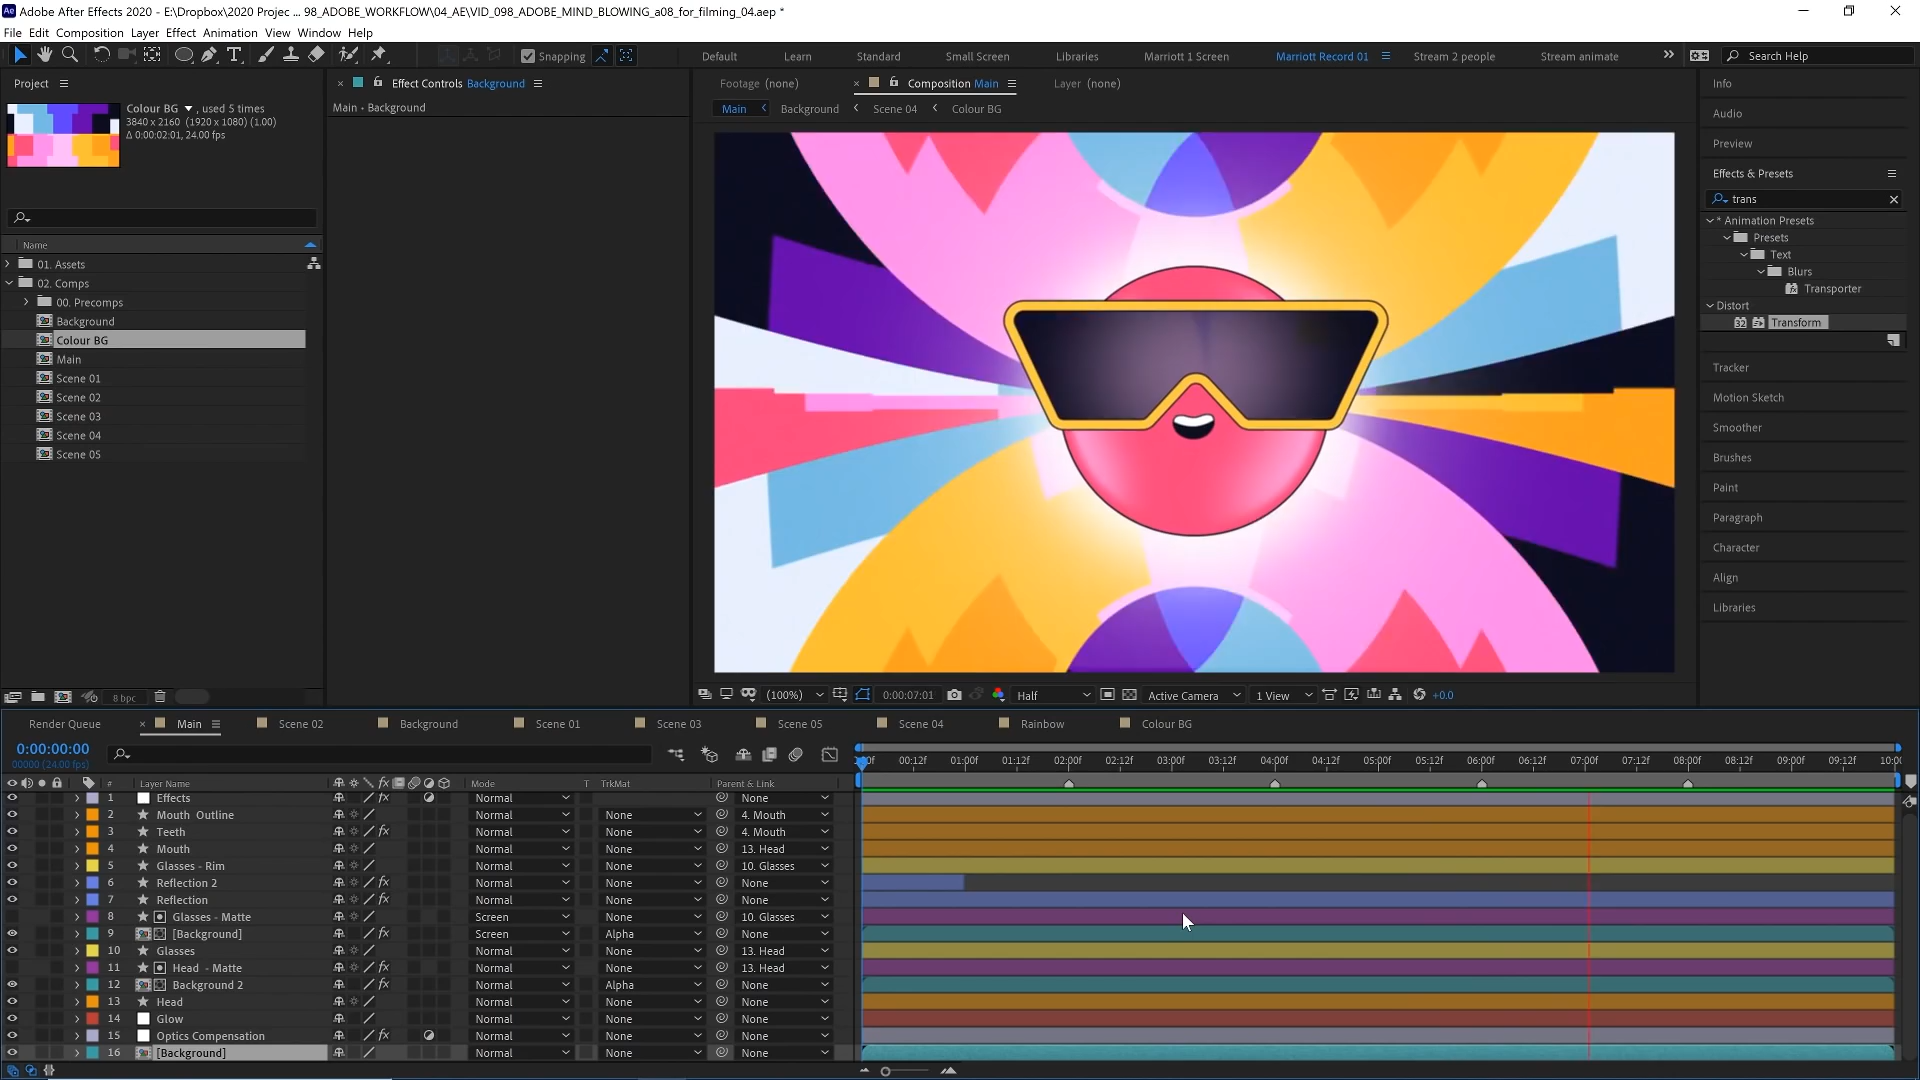 Ae Adobe After Effects 2020 - E:\Dropbox\2020 Projec ... 98_ADOBE_WORKFLOW\04_AE\VID_098_ADOBE_MIND_BLOWING_a08_for_filming_04.aep *
File Edit Composition Layer Effect Animation View Window Help
Snapping Default Learn Standard Small Screen Libraries Marriott 1 Screen Marriott Record 01 Stream 2 people Stream animate Search Help
Project
Colour BG , used 5 times
3840 x 2160 (1920 x 1080) (1.00)
Δ 0:00:02:01, 24.00 fps
Name
01. Assets
02. Comps
00. Precomps
Background
Colour BG
Main
Scene 01
Scene 02
Scene 03
Scene 04
Scene 05
8 bpc
Effect Controls Background
Main • Background
Footage (none) Composition Main Layer (none)
Main Background Scene 04 Colour BG
(100%) 0:00:07:01 Half Active Camera 1 View +0.0
Info
Audio
Preview
Effects & Presets
trans
* Animation Presets
Presets
Text
Blurs
Transporter
Distort
32 Transform
Tracker
Motion Sketch
Smoother
Brushes
Paint
Paragraph
Character
Align
Libraries
Render Queue Main Scene 02 Background Scene 01 Scene 03 Scene 05 Scene 04 Rainbow Colour BG
0:00:00:00
00000 (24.00 fps)
00:12f 01:00f 01:12f 02:00f 02:12f 03:00f 03:12f 04:00f 04:12f 05:00f 05:12f 06:00f 06:12f 07:00f 07:12f 08:00f 08:12f 09:00f 09:12f
# Layer Name Mode T TrkMat Parent & Link
1 Effects Normal None
2 Mouth Outline Normal None 4. Mouth
3 Teeth Normal None 4. Mouth
4 Mouth Normal None 13. Head
5 Glasses - Rim Normal None 10. Glasses
6 Reflection 2 Normal None None
7 Reflection Normal None None
8 Glasses - Matte Screen None 10. Glasses
9 [Background] Screen Alpha None
10 Glasses Normal None 13. Head
11 Head - Matte Normal None 13. Head
12 Background 2 Normal Alpha None
13 Head Normal None None
14 Glow Normal None None
15 Optics Compensation Normal None None
16 [Background] Normal None None